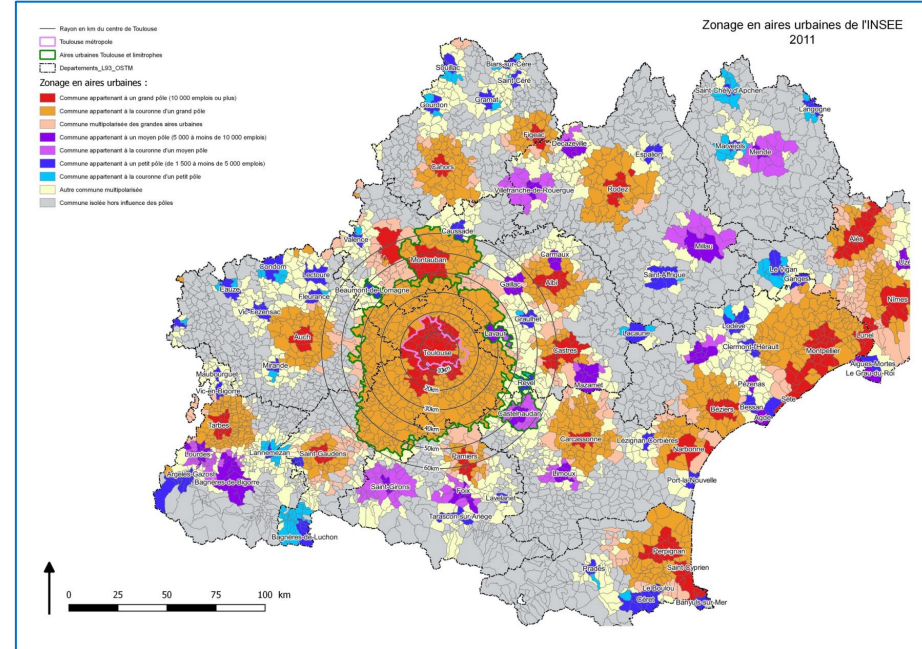 Zonage en aires urbaines de l'INSEE
2011
Rayon en km du centre de Toulouse
Toulouse métropole
Aires urbaines Toulouse et limitrophes
Departements_L93_OSTM
Zonage en aires urbaines :
Commune appartenant à un grand pôle (10 000 emplois ou plus)
Commune appartenant à la couronne d'un grand pôle
Commune multipolarisée des grandes aires urbaines
Commune appartenant à un moyen pôle (5 000 à moins de 10 000 emplois)
Commune appartenant à la couronne d'un moyen pôle
Commune appartenant à un petit pôle (de 1 500 à moins de 5 000 emplois)
Commune appartenant à la couronne d'un petit pôle
Autre commune multipolarisée
Commune isolée hors influence des pôles
Souillac
Biars-sur-Cère
Saint-Céré
Gramat
Gourdon
Saint-Chély-d'Apcher
Langogne
Figeac
Decazeville
Cahors
Espalion
Marvejols
Mende
Villefranche-de-Rouergue
Rodez
Valence
Caussade
Montauban
Carmaux
Millau
Alès
Condom
Lectoure
Beaumont-de-Lomagne
Gaillac
Albi
Saint-Affrique
Le Vigan
Ganges
Eauze
Fleurance
Vic-Fezensac
Nîmes
Graulhet
Lavaur
Lacaune
Lodève
Auch
Toulouse
Castres
Clermont-l'Hérault
Montpellier
Lunel
Aigues-Mortes
Le Grau-du-Roi
Mirande
10km
20km
30km
40km
50km
60km
Maubourguet
Vic-en-Bigorre
Revel
Mazamet
Pézenas
Sète
Bessan
Béziers
Agde
Castelnaudary
Tarbes
Carcassonne
Lézignan-Corbières
Narbonne
Lourdes
Lannemezan
Saint-Gaudens
Pamiers
Limoux
Port-la-Nouvelle
Argelès-Gazost
Bagnères-de-Bigorre
Saint-Girons
Foix
Lavelanet
Tarascon-sur-Ariège
Bagnères-de-Luchon
Perpignan
Saint-Cyprien
Prades
Le Boulou
Céret
Banyuls-sur-Mer
0 25 50 75 100 km